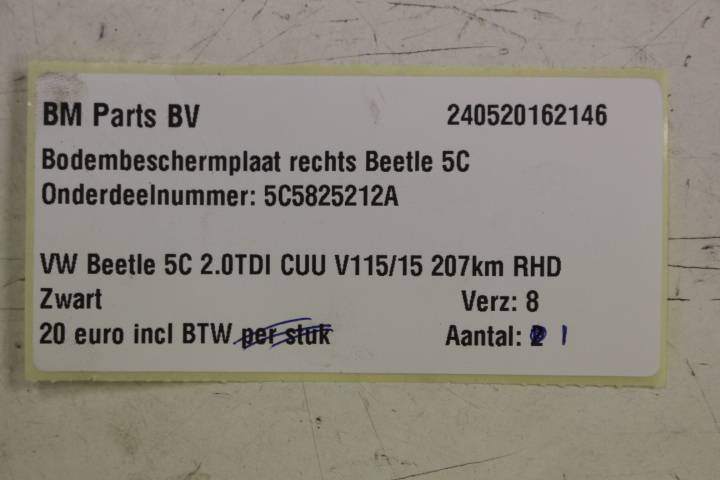 BM Parts BV 240520162146
Bodembeschermplaat rechts Beetle 5C
Onderdeelnummer: 5C5825212A
VW Beetle 5C 2.0TDI CUU V115/15 207km RHD
Zwart Verz: 8
20 euro incl BTW per stuk Aantal: 2 1